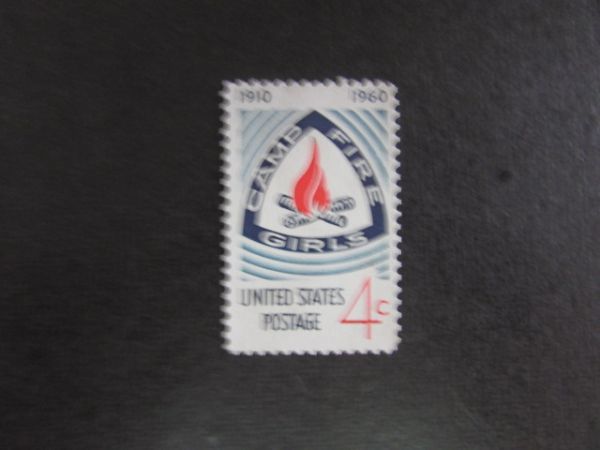 1910 1960
CAMP FIRE
GIRLS
UNITED STATES
POSTAGE 4c